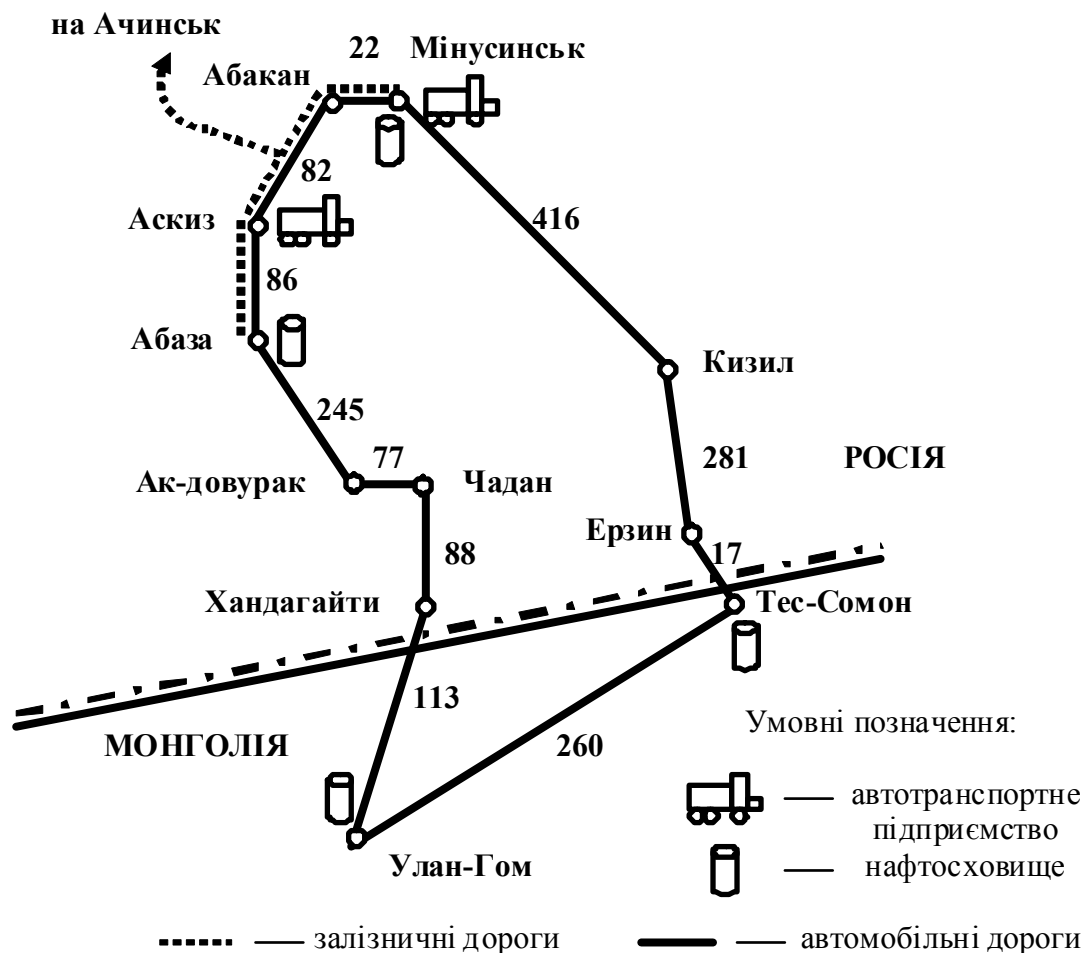 на Ачинськ
22 Мінусинськ
Абакан
82
Аскиз
416
86
Абаза
Кизил
245
77
281 РОСІЯ
Ак-довурак Чадан
Ерзин
17
88
Хандагайти Тес-Сомон
113
Умовні позначення:
МОНГОЛІЯ 260
— автотранспортне
підприємство
— нафтосховище
Улан-Гом
— залізничні дороги — автомобільні дороги